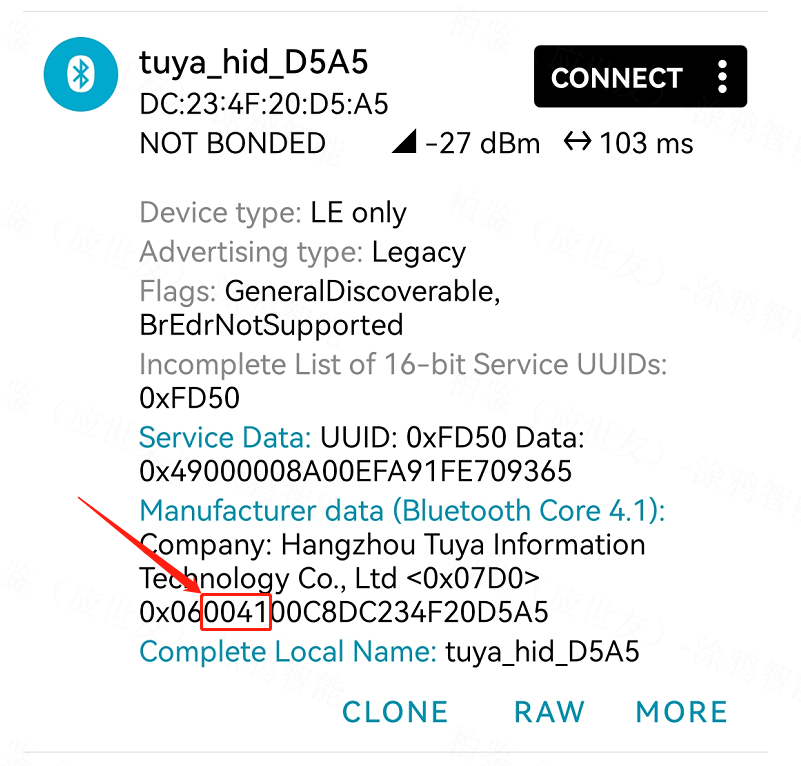 tuya_hid_D5A5
CONNECT
DC:23:4F:20:D5:A5
NOT BONDED -27 dBm 103 ms
Device type: LE only
Advertising type: Legacy
Flags: GeneralDiscoverable,
BrEdrNotSupported
Incomplete List of 16-bit Service UUIDs:
0xFD50
Service Data: UUID: 0xFD50 Data:
0x49000008A00EFA91FE709365
Manufacturer data (Bluetooth Core 4.1):
Company: Hangzhou Tuya Information
Technology Co., Ltd <0x07D0>
0x06004100C8DC234F20D5A5
Complete Local Name: tuya_hid_D5A5
CLONE RAW MORE